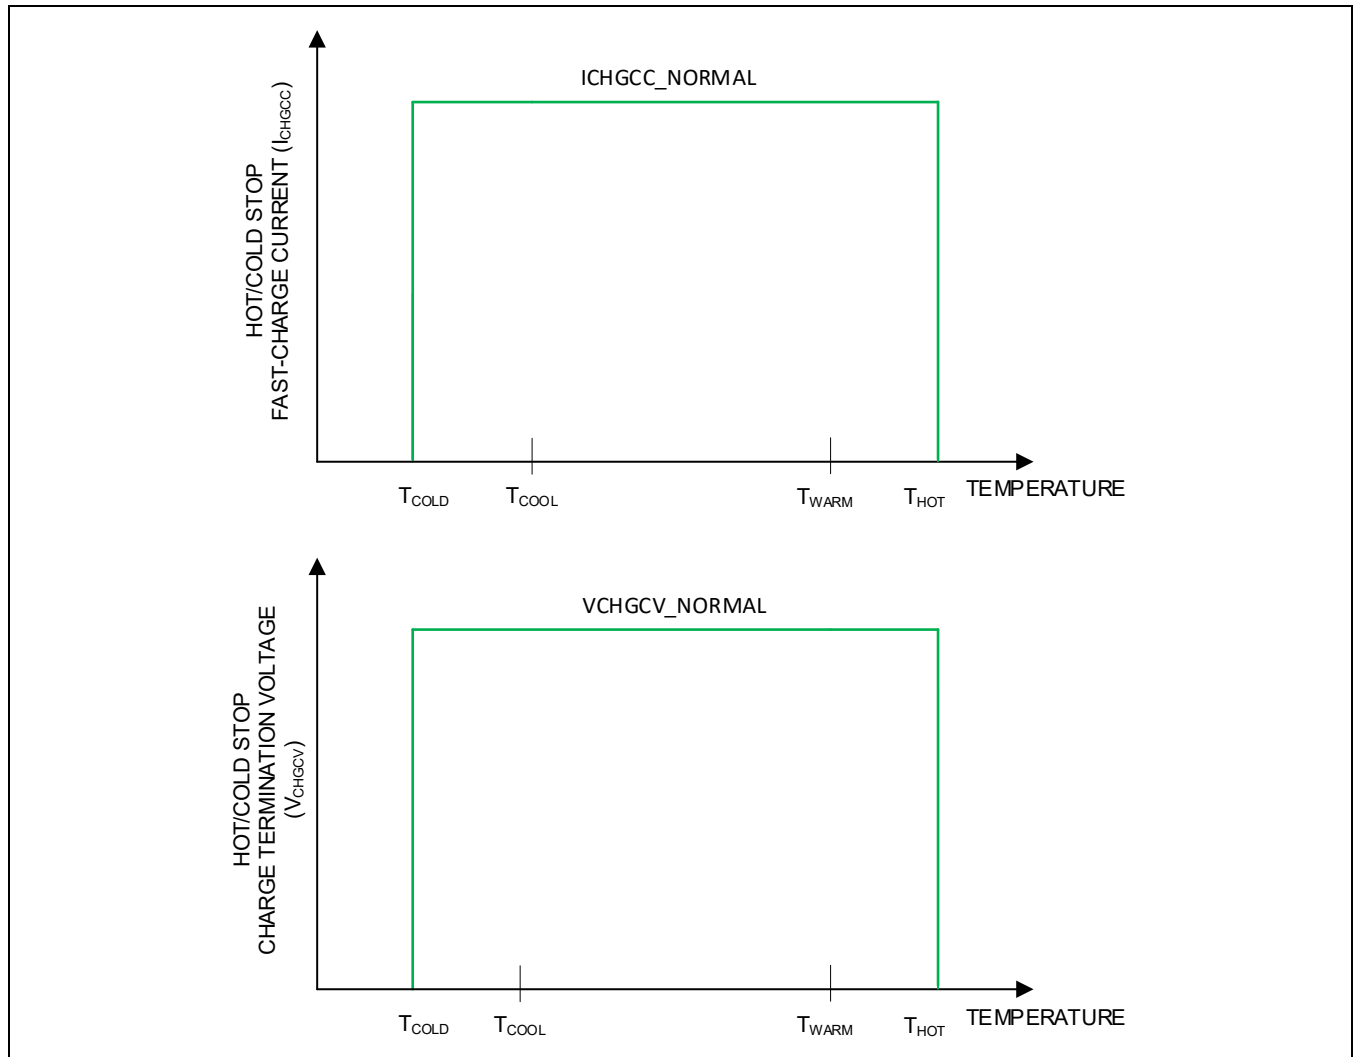 ICHGCC_NORMAL
HOT/COLD STOP
FAST-CHARGE CURRENT (ICHGCC)
TCOLD TCOOL TWARM THOT TEMPERATURE
VCHGCV_NORMAL
HOT/COLD STOP
CHARGE TERMINATION VOLTAGE
(VCHGCV)
TCOLD TCOOL TWARM THOT TEMPERATURE